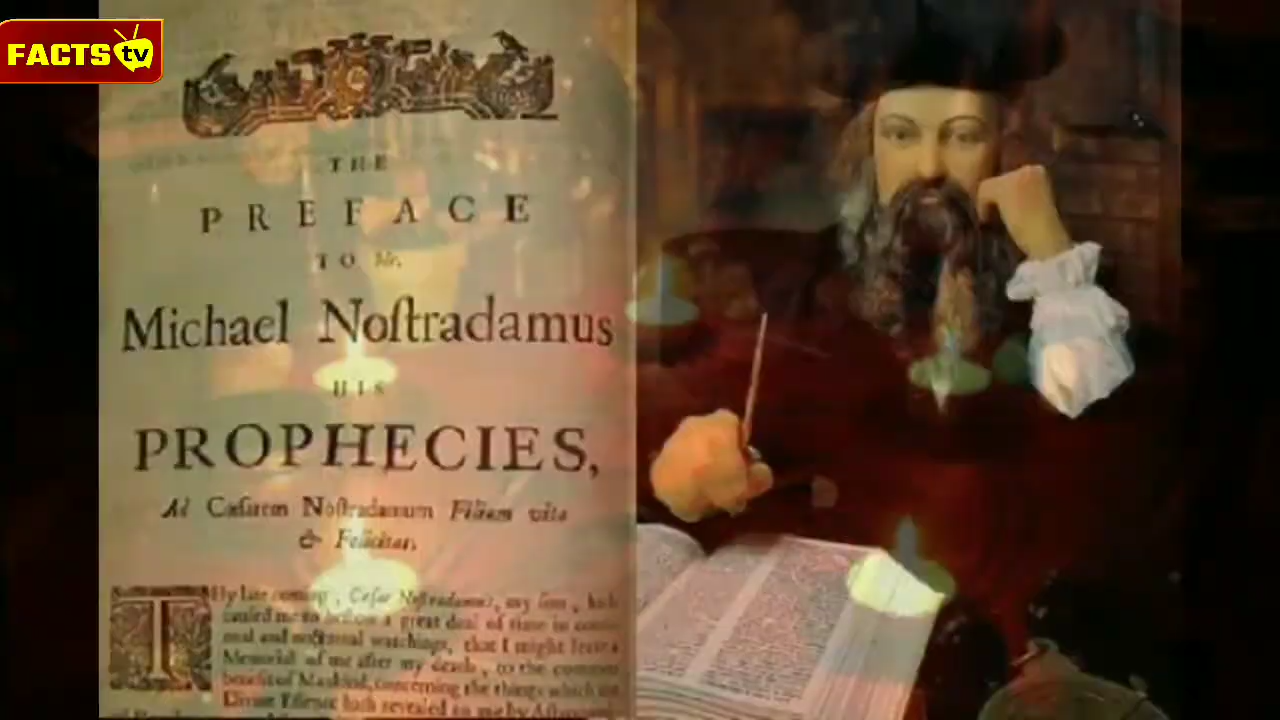 FACTS tv
THE
PREFACE
TO Mr.
Michael Noſtradamus
HIS
PROPHECIES,
Ad Cæſarem Noſtradamum Filium vita
& Felicitas.
THy late coming, Cæſar Noſtradamus, my ſon, hath
cauſed me to beſtow a great deal of time in conti-
nual and nocturnal watchings, that I might leave a
Memorial of me after my death, to the common
benefit of Mankind, concerning the things which the
Divine Eſſence hath revealed to me by Aſtronomi-